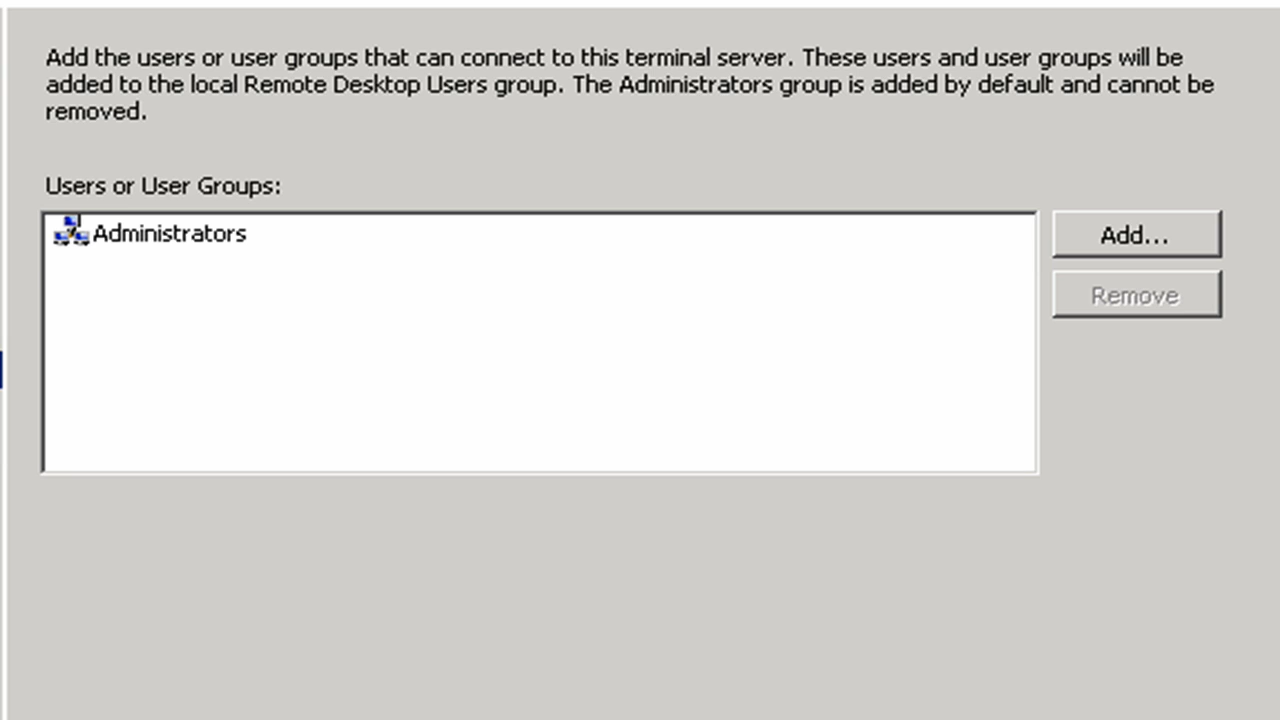 Add the users or user groups that can connect to this terminal server. These users and user groups will be
added to the local Remote Desktop Users group. The Administrators group is added by default and cannot be
removed.
Users or User Groups:
Administrators
Add...
Remove